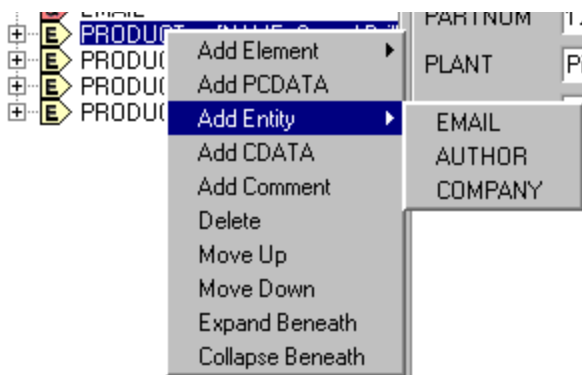 EMAIL PARTNUM
PRODUCT
PRODUC
PRODUC
PRODUC
PLANT
Add Element
Add PCDATA
Add Entity
Add CDATA
Add Comment
Delete
Move Up
Move Down
Expand Beneath
Collapse Beneath
EMAIL
AUTHOR
COMPANY